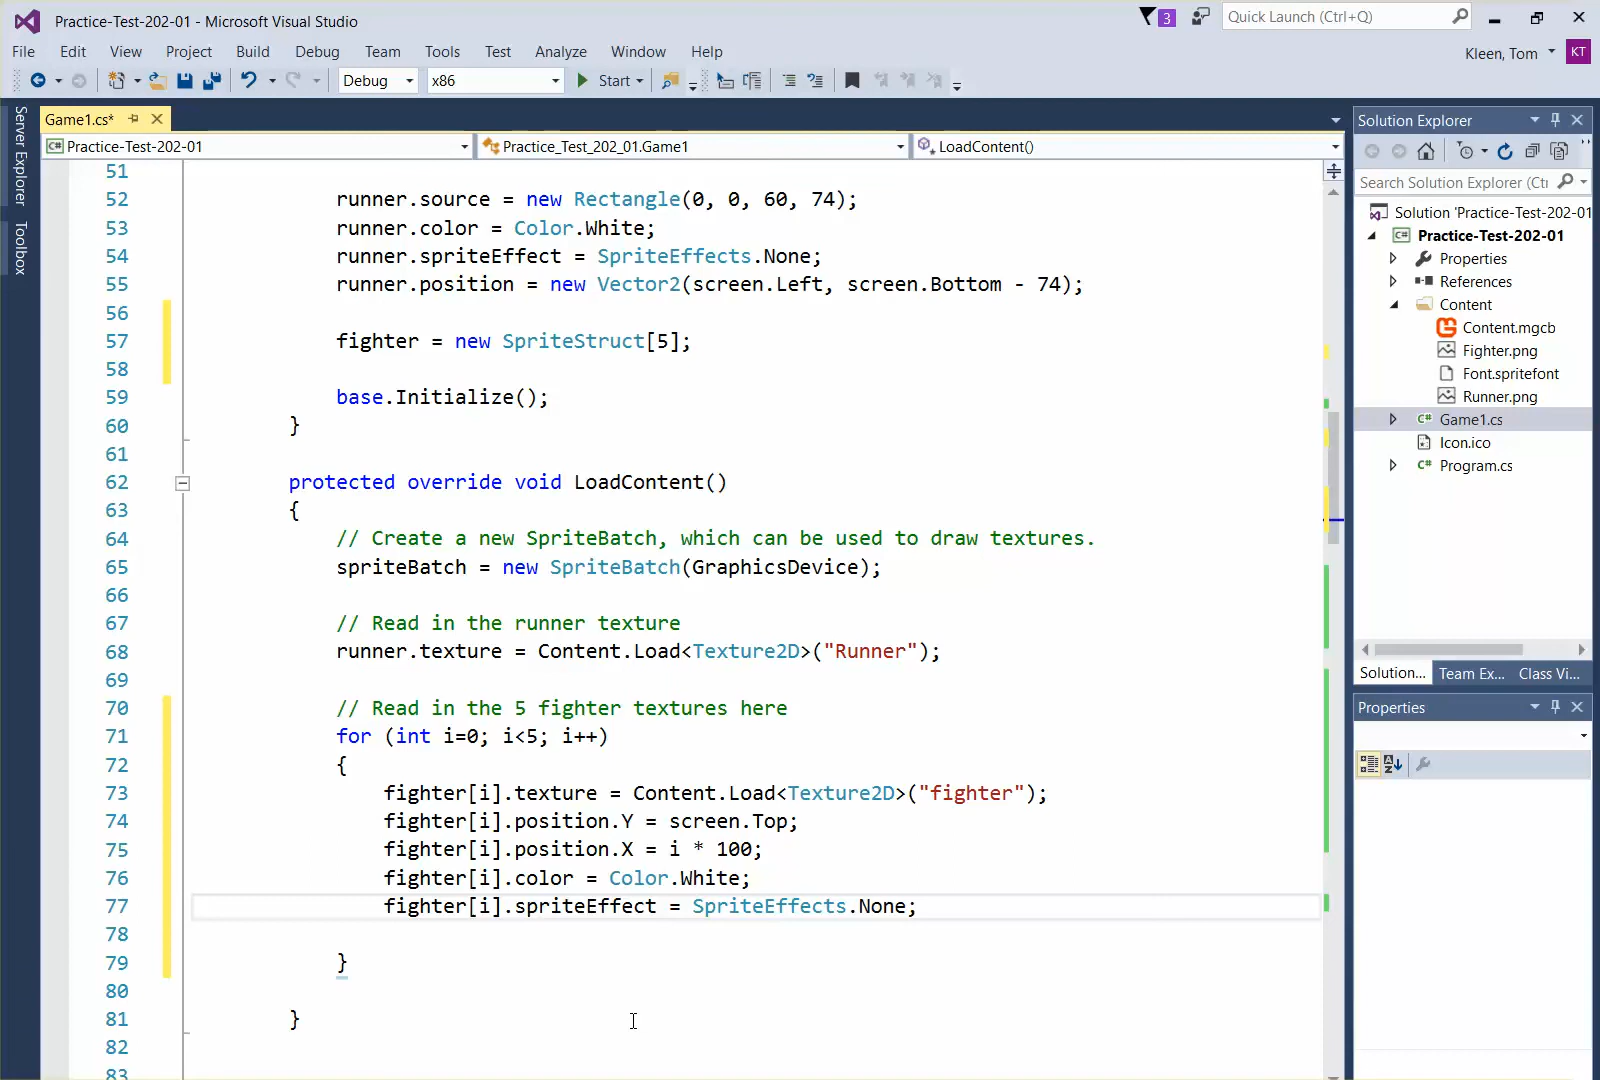 Practice-Test-202-01 - Microsoft Visual Studio
3
Quick Launch (Ctrl+Q)
File Edit View Project Build Debug Team Tools Test Analyze Window Help
Kleen, Tom
KT
Debug
x86
Start
Server Explorer
Toolbox
Game1.cs*
Practice-Test-202-01
Practice_Test_202_01.Game1
LoadContent()
51
52 runner.source = new Rectangle(0, 0, 60, 74);
53 runner.color = Color.White;
54 runner.spriteEffect = SpriteEffects.None;
55 runner.position = new Vector2(screen.Left, screen.Bottom - 74);
56
57 fighter = new SpriteStruct[5];
58
59 base.Initialize();
60 }
61
62 protected override void LoadContent()
63 {
64 // Create a new SpriteBatch, which can be used to draw textures.
65 spriteBatch = new SpriteBatch(GraphicsDevice);
66
67 // Read in the runner texture
68 runner.texture = Content.Load<Texture2D>("Runner");
69
70 // Read in the 5 fighter textures here
71 for (int i=0; i<5; i++)
72 {
73 fighter[i].texture = Content.Load<Texture2D>("fighter");
74 fighter[i].position.Y = screen.Top;
75 fighter[i].position.X = i * 100;
76 fighter[i].color = Color.White;
77 fighter[i].spriteEffect = SpriteEffects.None;
78
79 }
80
81 }
82
83
Solution Explorer
Search Solution Explorer (Ctr
Solution 'Practice-Test-202-01
Practice-Test-202-01
Properties
References
Content
Content.mgcb
Fighter.png
Font.spritefont
Runner.png
C# Game1.cs
Icon.ico
C# Program.cs
Solution... Team Ex... Class Vi...
Properties